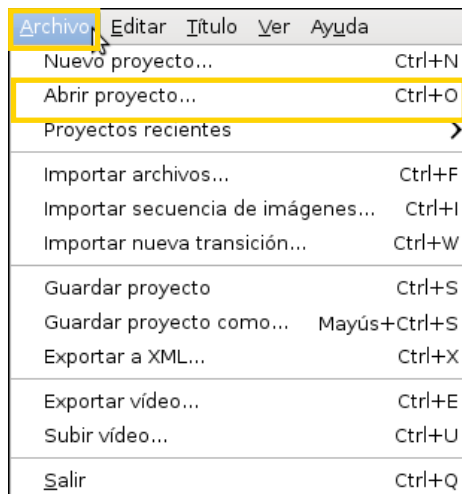 Archivo Editar Título Ver Ayuda
Nuevo proyecto... Ctrl+N
Abrir proyecto... Ctrl+O
Proyectos recientes
Importar archivos... Ctrl+F
Importar secuencia de imágenes... Ctrl+I
Importar nueva transición... Ctrl+W
Guardar proyecto Ctrl+S
Guardar proyecto como... Mayús+Ctrl+S
Exportar a XML... Ctrl+X
Exportar vídeo... Ctrl+E
Subir vídeo... Ctrl+U
Salir Ctrl+Q